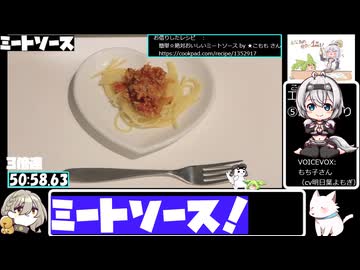 ミートソース
お借りしたレシピ :
簡単☆絶対おいしいミートソース by ★こもも さん
https://cookpad.com/recipe/1352917
⑤
り
3倍速
50:58.63
VOICEVOX:
もち子さん
(cv明日葉よもぎ)
ミートソース!